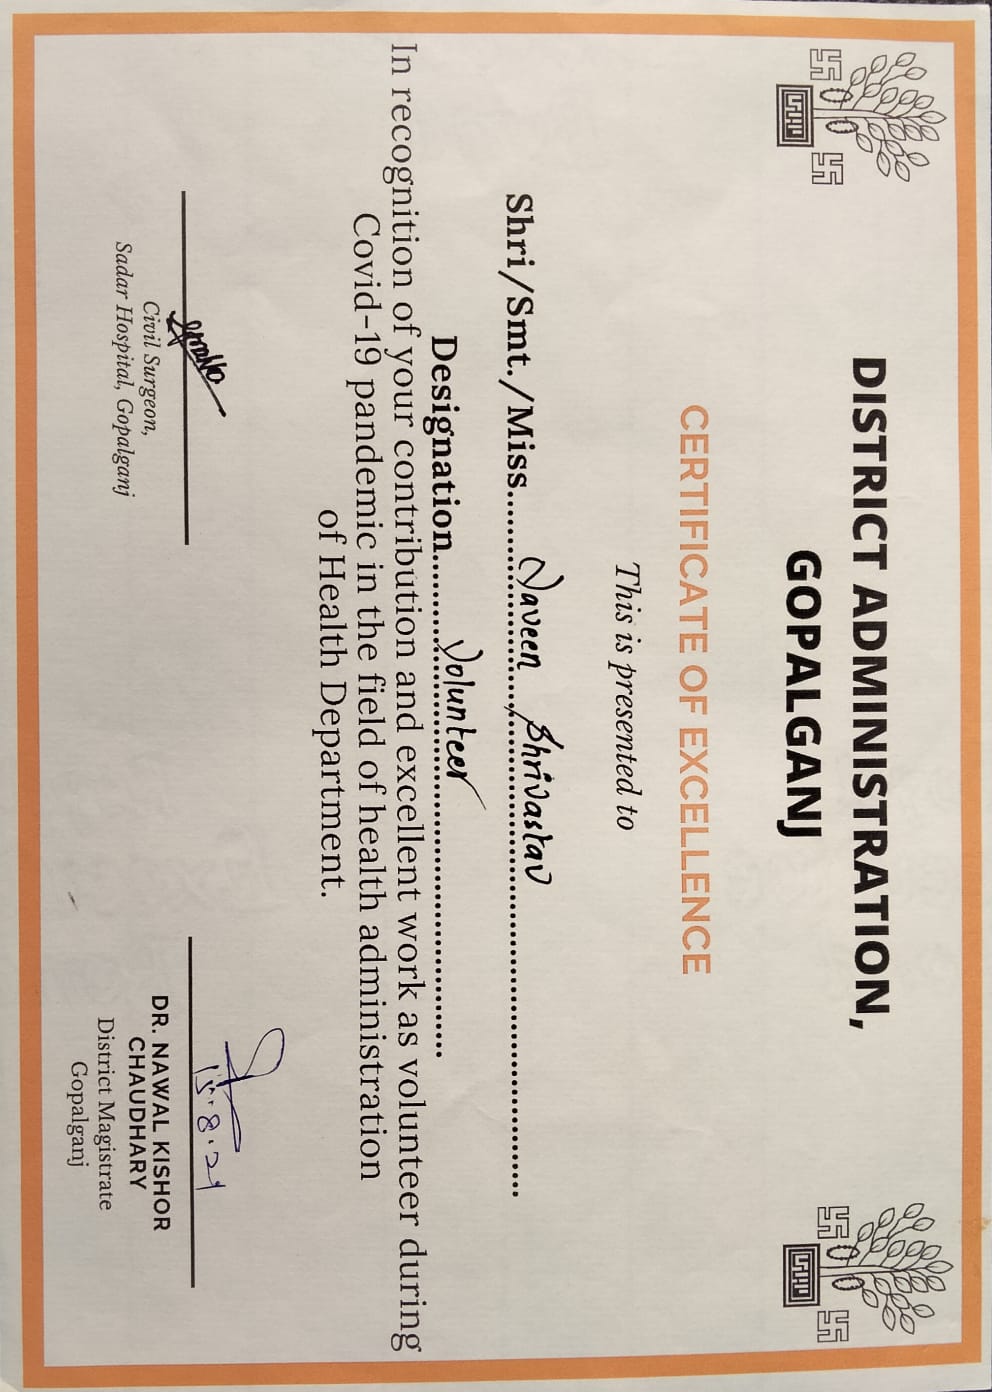 DISTRICT ADMINISTRATION,
GOPALGANJ
CERTIFICATE OF EXCELLENCE
This is presented to
Shri/Smt./Miss..........Naveen Shrivastav..........
Designation..........Volunteer..........
In recognition of your contribution and excellent work as volunteer during
Covid-19 pandemic in the field of health administration
of Health Department.
Civil Surgeon,
Sadar Hospital, Gopalganj
15.8.21
DR. NAWAL KISHOR
CHAUDHARY
District Magistrate
Gopalganj